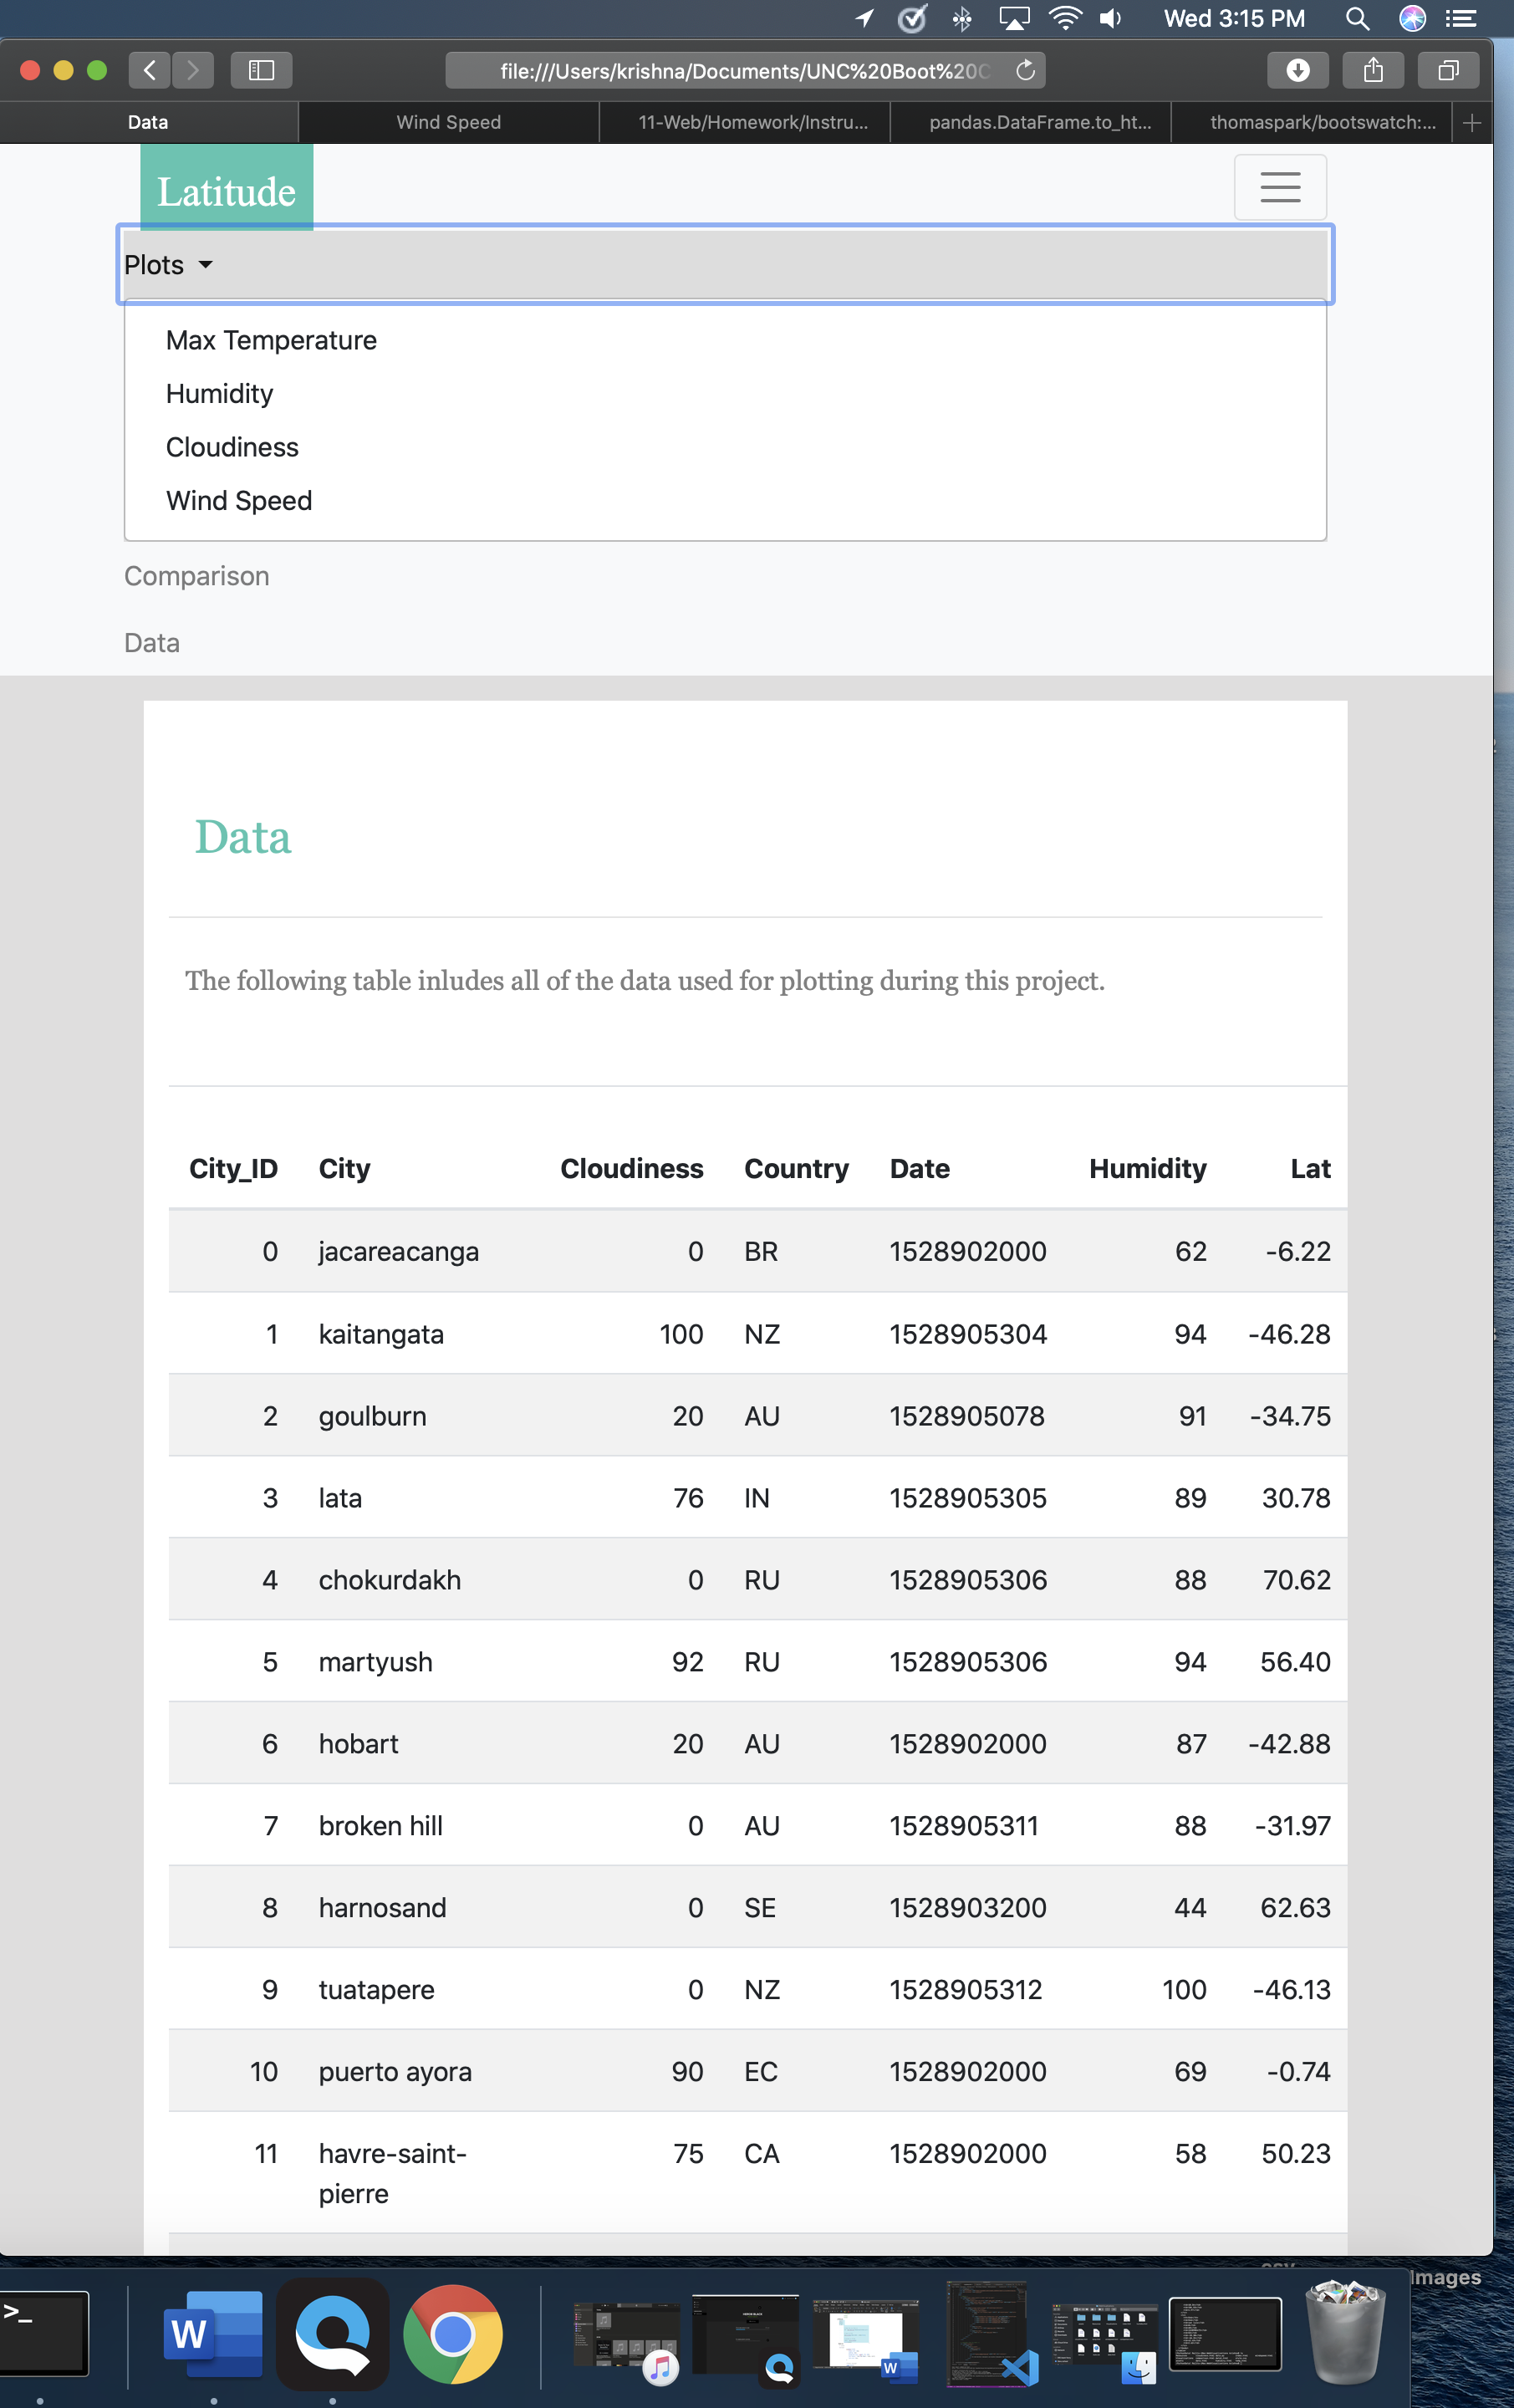 Wed 3:15 PM
file:///Users/krishna/Documents/UNC%20Boot%20C
Data
Wind Speed
11-Web/Homework/Instru...
pandas.DataFrame.to_ht...
thomaspark/bootswatch:...
Latitude
Plots
Max Temperature
Humidity
Cloudiness
Wind Speed
Comparison
Data
Data
The following table inludes all of the data used for plotting during this project.
City_ID City Cloudiness Country Date Humidity Lat
0 jacareacanga 0 BR 1528902000 62 -6.22
1 kaitangata 100 NZ 1528905304 94 -46.28
2 goulburn 20 AU 1528905078 91 -34.75
3 lata 76 IN 1528905305 89 30.78
4 chokurdakh 0 RU 1528905306 88 70.62
5 martyush 92 RU 1528905306 94 56.40
6 hobart 20 AU 1528902000 87 -42.88
7 broken hill 0 AU 1528905311 88 -31.97
8 harnosand 0 SE 1528903200 44 62.63
9 tuatapere 0 NZ 1528905312 100 -46.13
10 puerto ayora 90 EC 1528902000 69 -0.74
11 havre-saint- 75 CA 1528902000 58 50.23
pierre
Images
>_
W
W